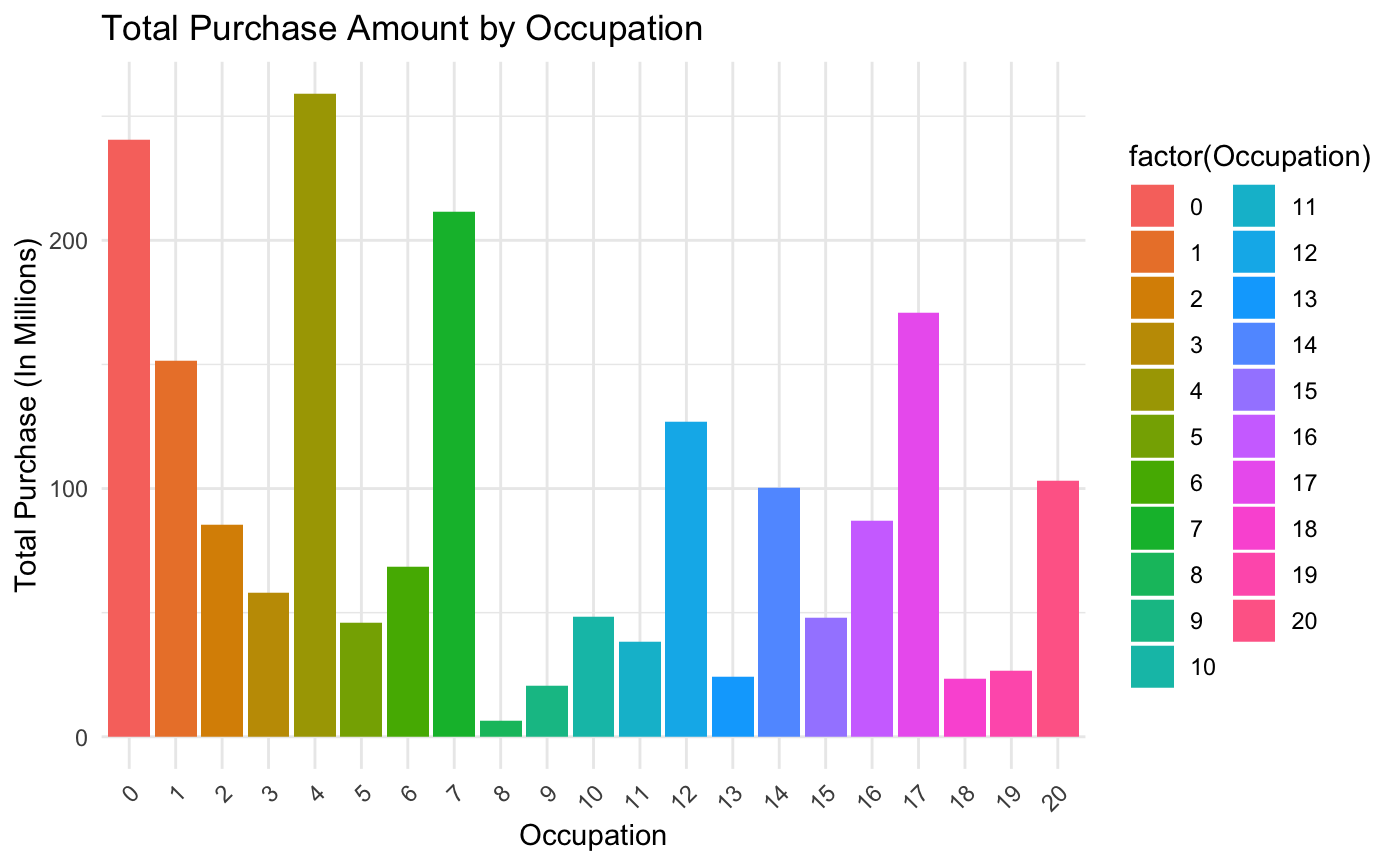 Total Purchase Amount by Occupation
Total Purchase (In Millions)
200
100
0
0 1 2 3 4 5 6 7 8 9 10 11 12 13 14 15 16 17 18 19 20
Occupation
factor(Occupation)
0 11
1 12
2 13
3 14
4 15
5 16
6 17
7 18
8 19
9 20
10